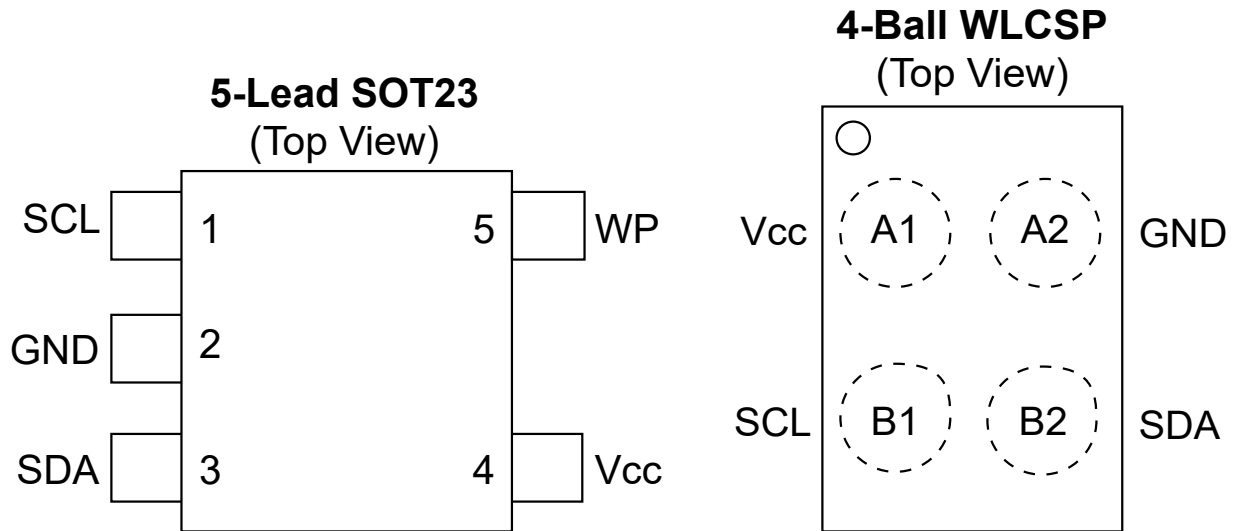 5-Lead SOT23
(Top View)
SCL 1 5 WP
GND 2
SDA 3 4 Vcc
4-Ball WLCSP
(Top View)
Vcc A1 A2 GND
SCL B1 B2 SDA